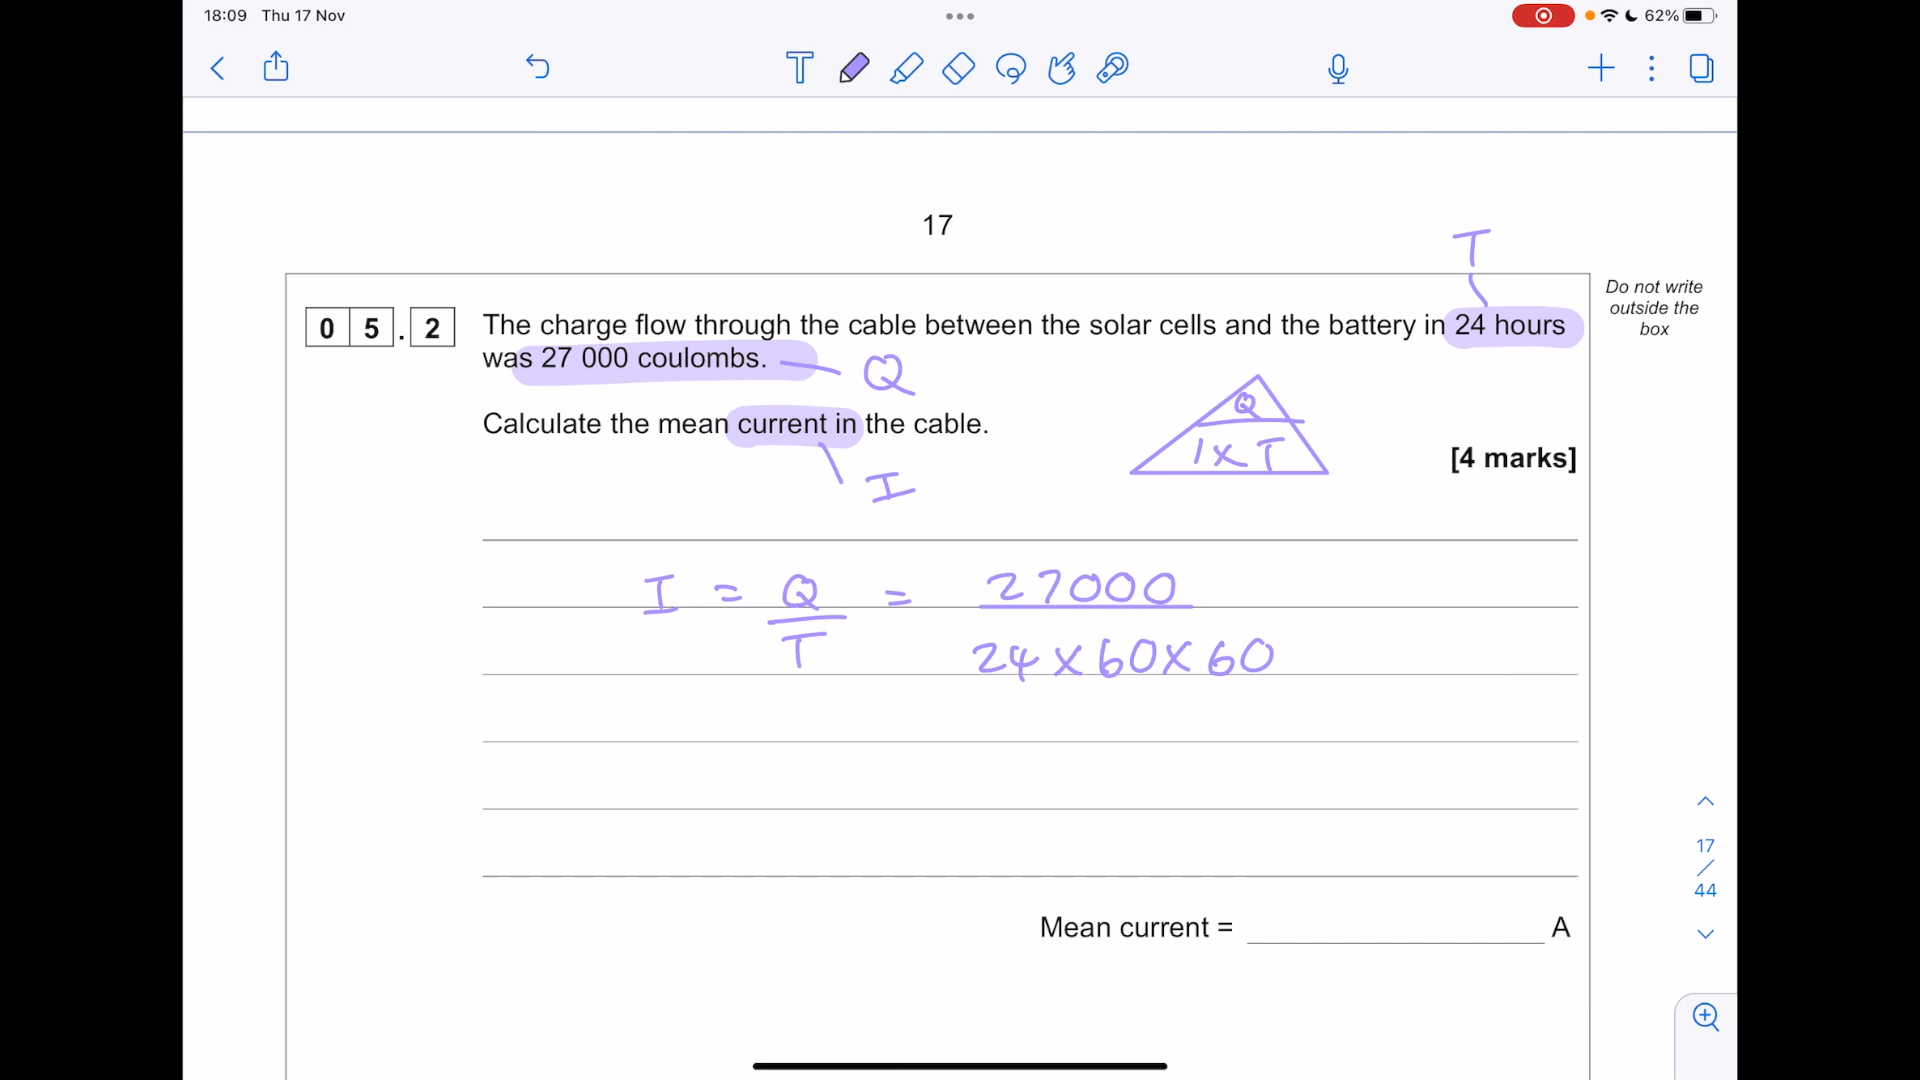 18:09 Thu 17 Nov
62%
T
17
T
Do not write
outside the
box
0 5 . 2
The charge flow through the cable between the solar cells and the battery in 24 hours
was 27 000 coulombs.
Q
Calculate the mean current in the cable.
Q
I x T
[4 marks]
I
I = Q = 27000
T 24 x 60 x 60
17
/
44
Mean current = A